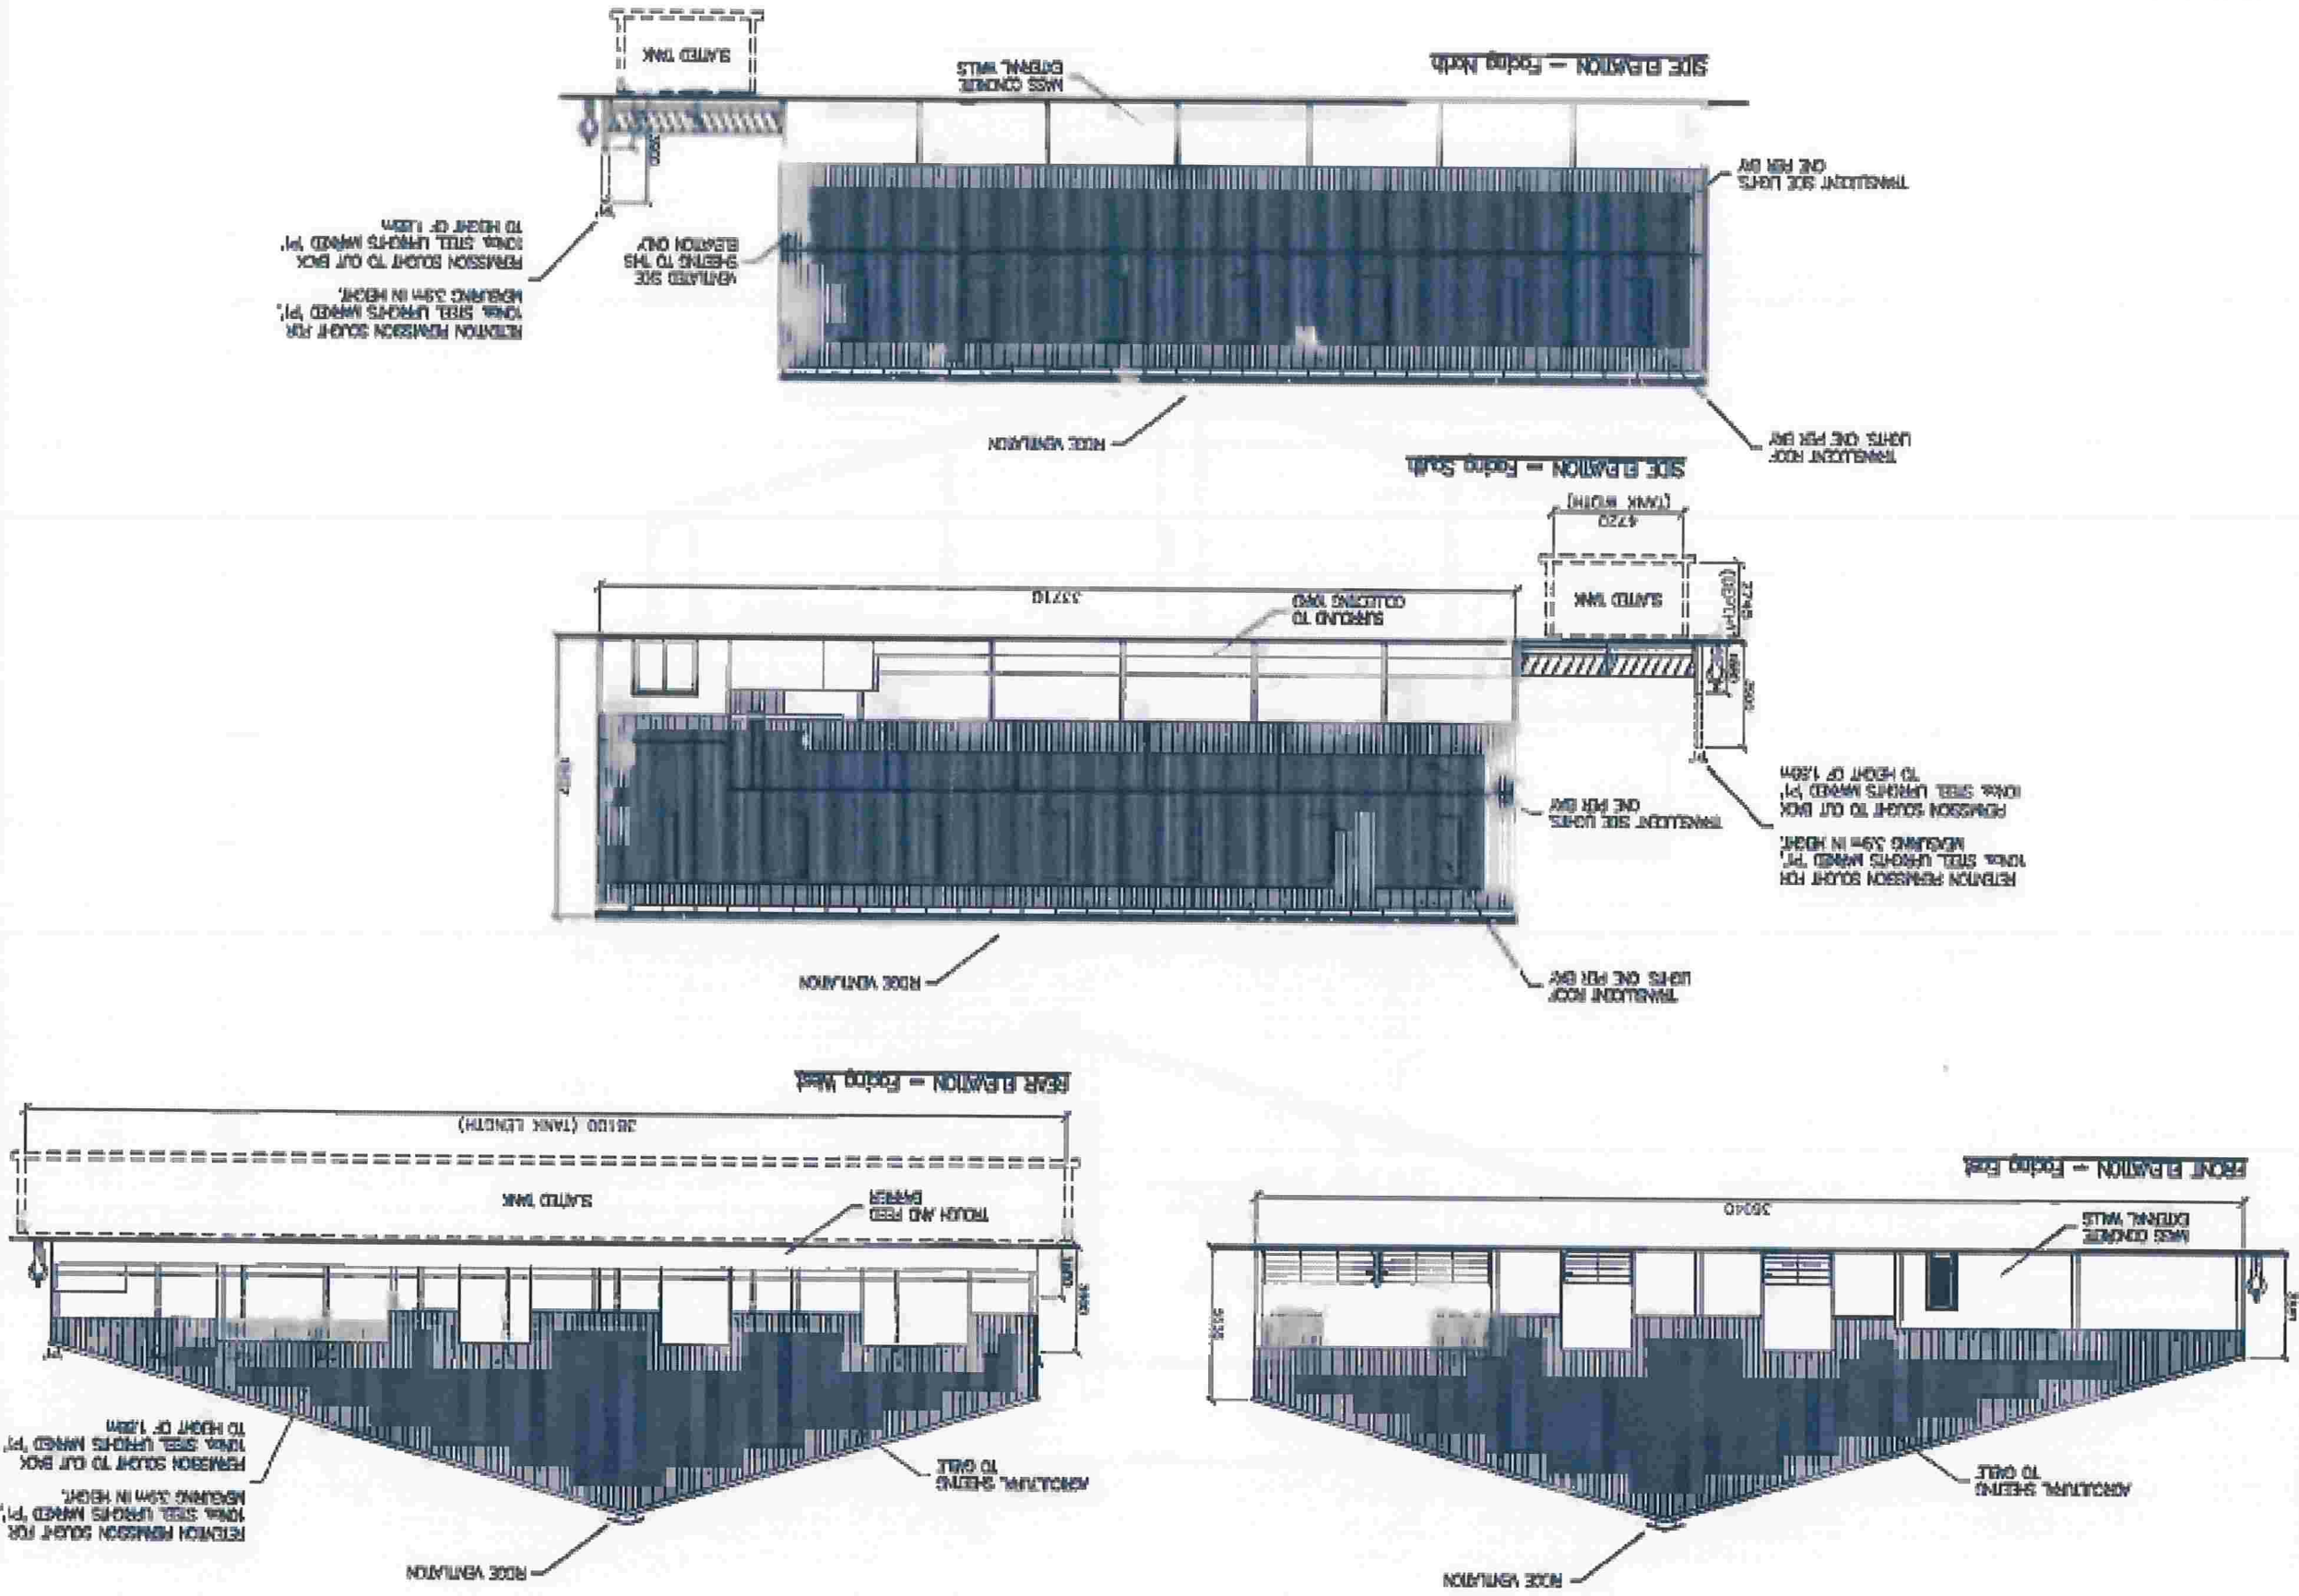 RIDGE VENTILATION
AGRICULTURAL SHEETING
TO GABLE
MASS CONCRETE
EXTERNAL WALLS
FRONT ELEVATION – Facing East
RIDGE VENTILATION
RETENTION PERMISSION SOUGHT FOR
10No. STEEL UPRIGHTS MARKED 'P1',
MEASURING 3.9m IN HEIGHT.
PERMISSION SOUGHT TO CUT BACK
10No. STEEL UPRIGHTS MARKED 'P1'
TO HEIGHT OF
AGRICULTURAL SHEETING
TO GABLE
'P1'
TROUGH AND FEED
BARRIER
SLATTED TANK
(TANK LENGTH)
REAR ELEVATION – Facing West
TRANSLUCENT ROOF
LIGHTS. ONE PER BAY
RIDGE VENTILATION
RETENTION PERMISSION SOUGHT FOR
10No. STEEL UPRIGHTS MARKED 'P1',
MEASURING 3.9m IN HEIGHT.
PERMISSION SOUGHT TO CUT BACK
10No. STEEL UPRIGHTS MARKED 'P1',
TO HEIGHT OF
TRANSLUCENT SIDE LIGHTS.
ONE PER BAY
'P1'
SLATTED TANK
2745
(DEPTH)
4720
(TANK WIDTH)
SURROUND TO
COLLECTING YARD
33710
SIDE ELEVATION – Facing South
TRANSLUCENT ROOF
LIGHTS. ONE PER BAY
RIDGE VENTILATION
RETENTION PERMISSION SOUGHT FOR
10No. STEEL UPRIGHTS MARKED 'P1',
MEASURING 3.9m IN HEIGHT.
PERMISSION SOUGHT TO CUT BACK
10No. STEEL UPRIGHTS MARKED 'P1',
TO HEIGHT OF
VENTILATED SIDE
SHEETING TO THIS
ELEVATION ONLY
TRANSLUCENT SIDE LIGHTS.
ONE PER BAY
'P1'
3900
MASS CONCRETE
EXTERNAL WALLS
SLATTED TANK
SIDE ELEVATION – Facing North